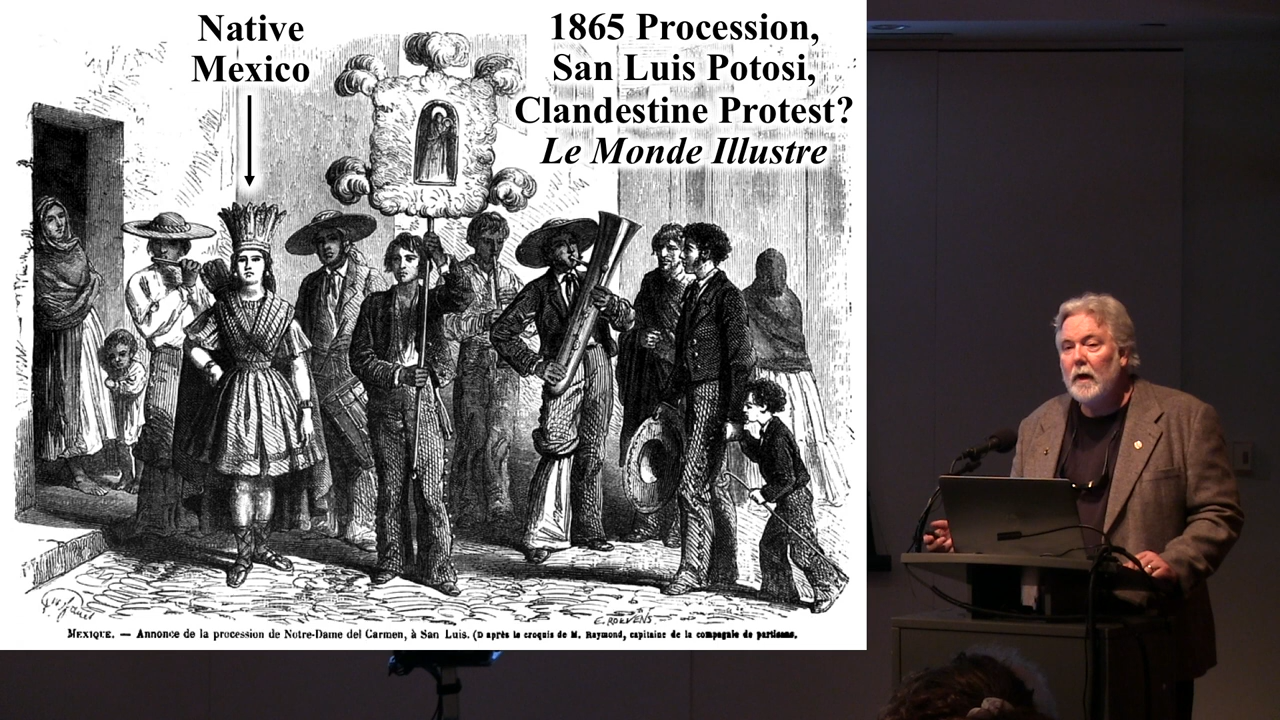 Native
Mexico
1865 Procession,
San Luis Potosi,
Clandestine Protest?
Le Monde Illustre
E. ROEVENS
MEXIQUE. — Annonce de la procession de Notre-Dame del Carmen, à San Luis. (D après le croquis de M. Raymond, capitaine de la compagnie de partisans.